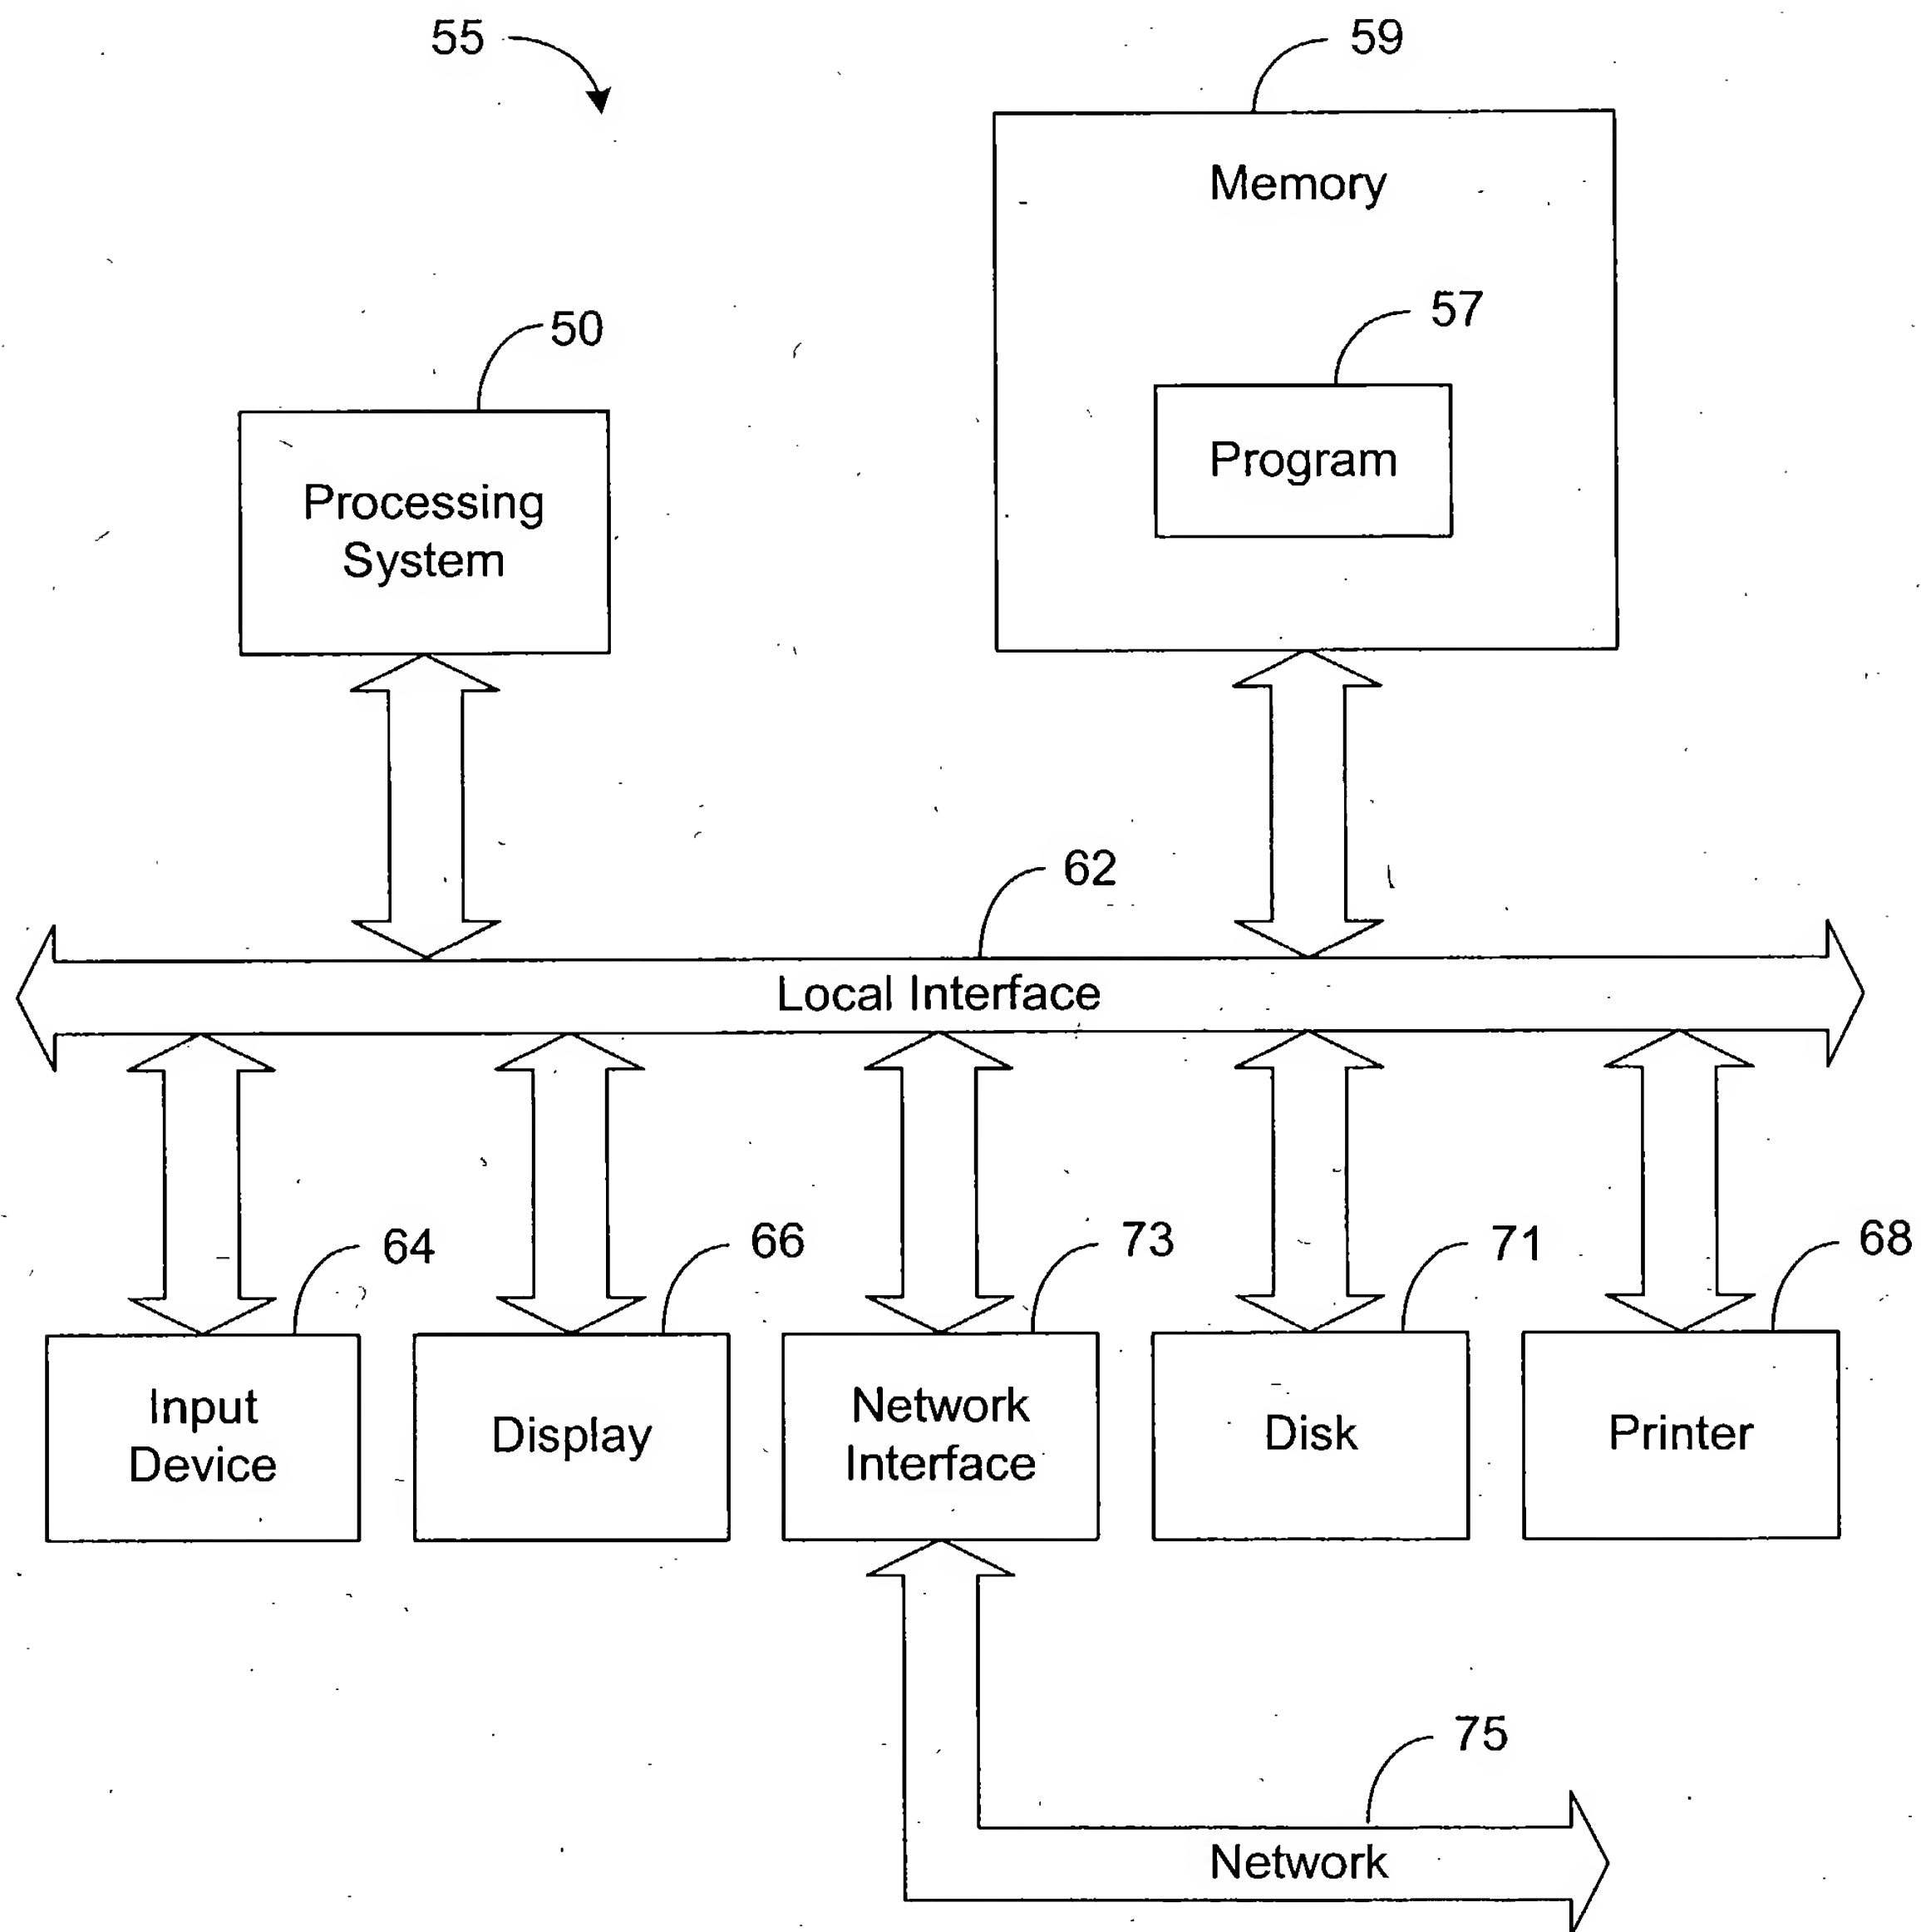 55
59
Memory
57
Program
50
Processing
System
62
Local Interface
64
66
73
71
68
Input
Device
Display
Network
Interface
Disk
Printer
75
Network